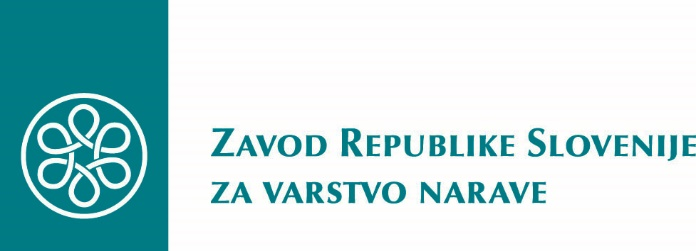 Zavod Republike Slovenije
za varstvo narave